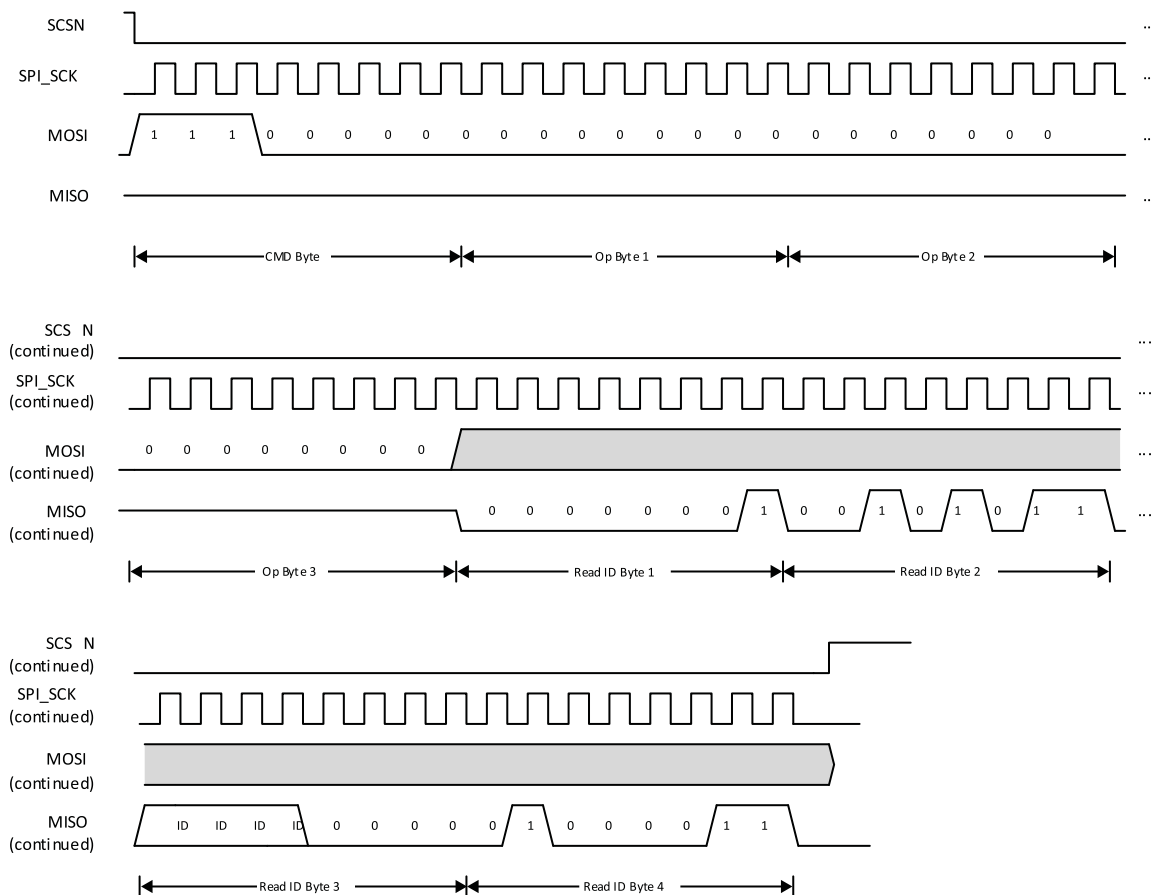 SCSN ..
SPI_SCK ..
MOSI 1 1 1 0 0 0 0 0 0 0 0 0 0 0 0 0 0 0 0 0 0 0 0 0 ..
MISO ..
CMD Byte Op Byte 1 Op Byte 2
SCS N
(continued) ...
SPI_SCK
(continued) ...
MOSI 0 0 0 0 0 0 0 0 ...
(continued)
MISO 0 0 0 0 0 0 0 1 0 0 1 0 1 0 1 1 ...
(continued)
Op Byte 3 Read ID Byte 1 Read ID Byte 2
SCS N
(continued)
SPI_SCK
(continued)
MOSI
(continued)
MISO ID ID ID ID 0 0 0 0 0 1 0 0 0 0 1 1
(continued)
Read ID Byte 3 Read ID Byte 4